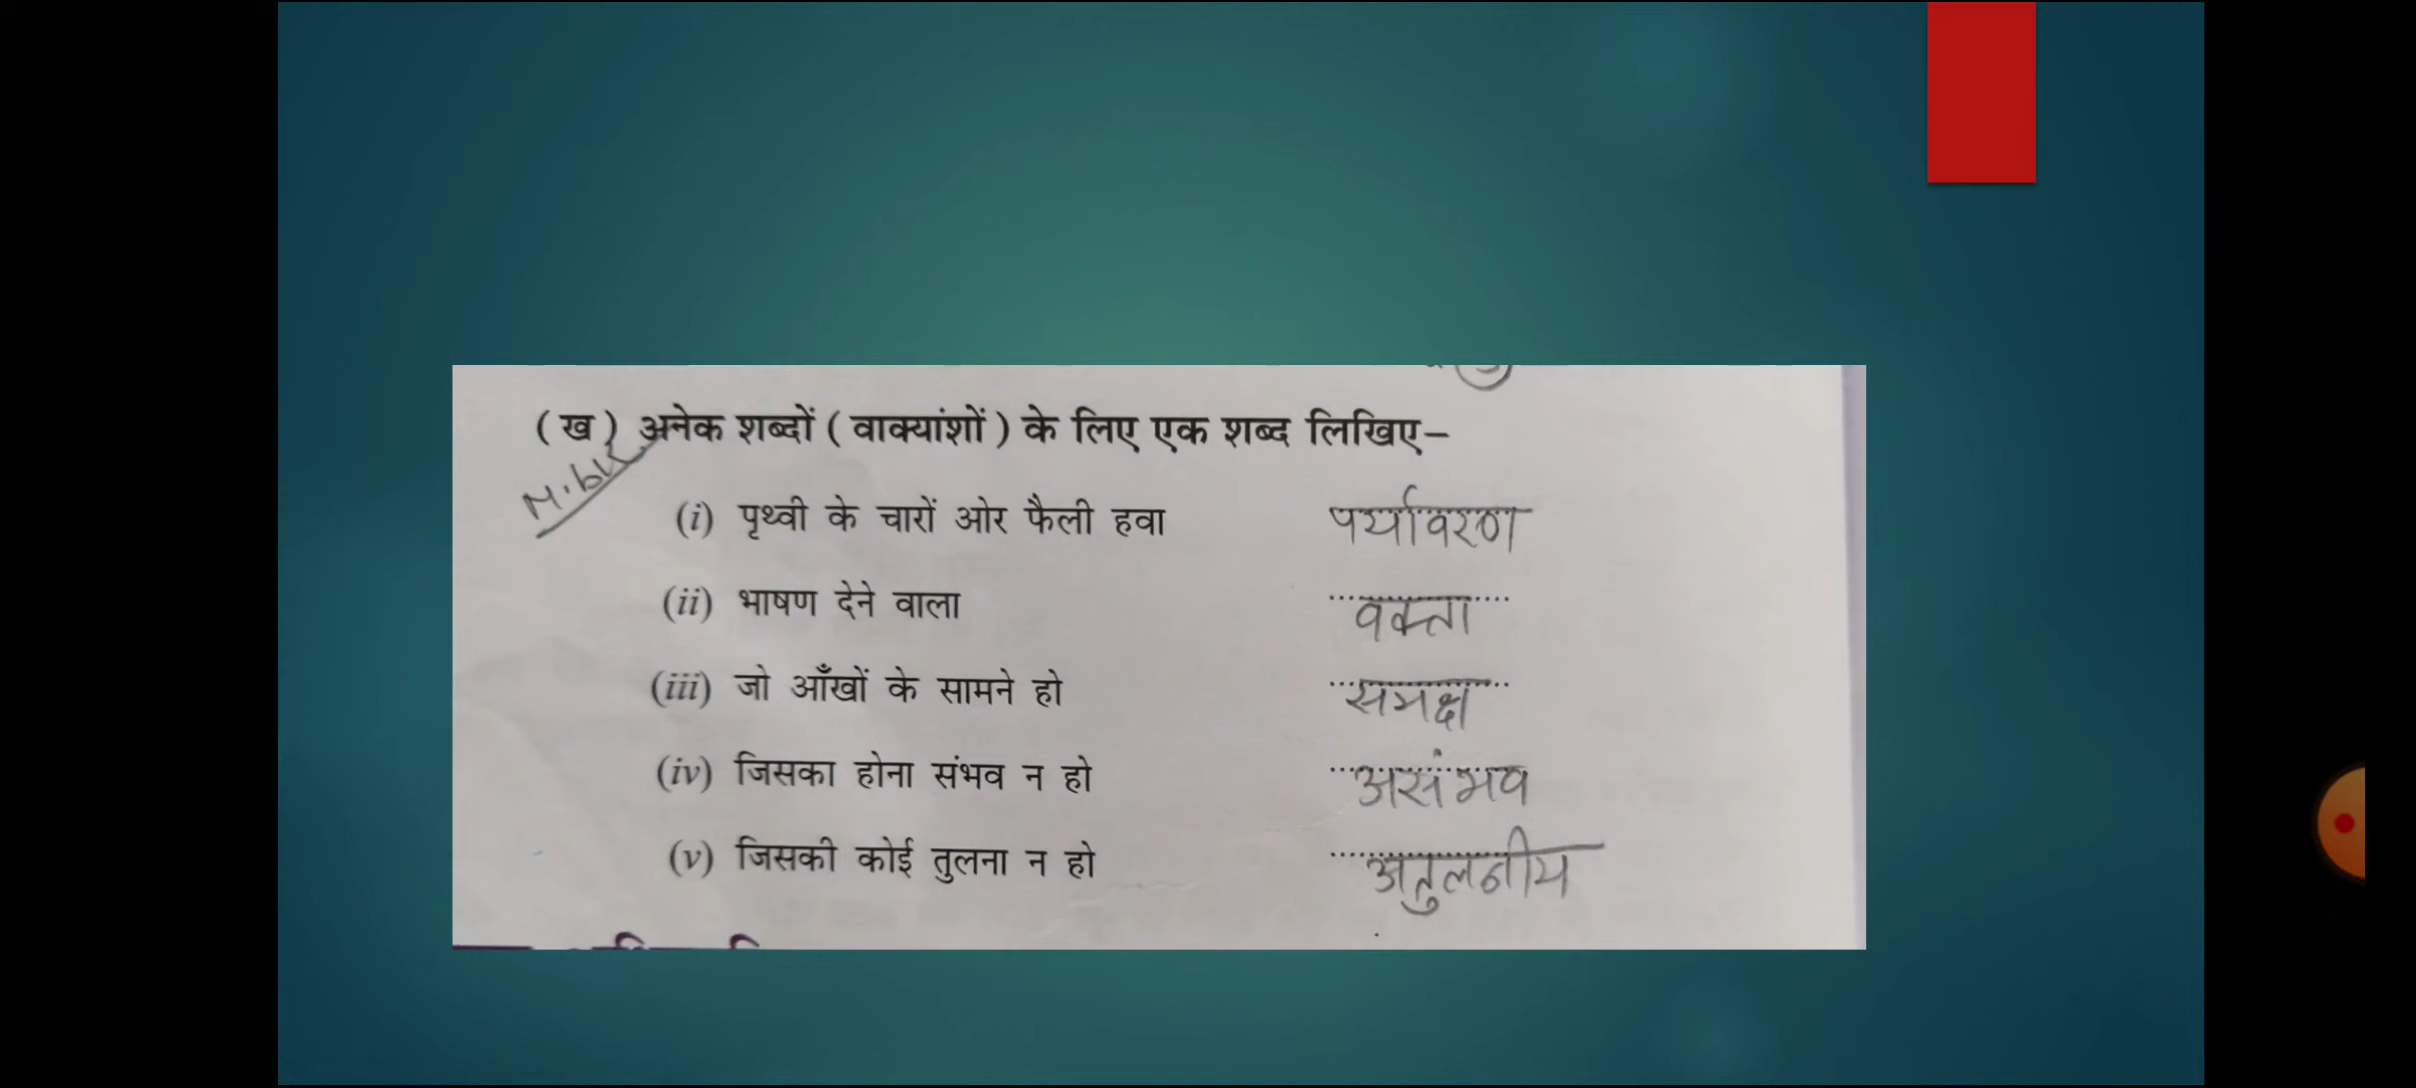 (ख) अनेक शब्दों (वाक्यांशों) के लिए एक शब्द लिखिए–
(i) पृथ्वी के चारों ओर फैली हवा पर्यावरण
(ii) भाषण देने वाला वक्ता
(iii) जो आँखों के सामने हो समक्ष
(iv) जिसका होना संभव न हो असंभव
(v) जिसकी कोई तुलना न हो अतुलनीय